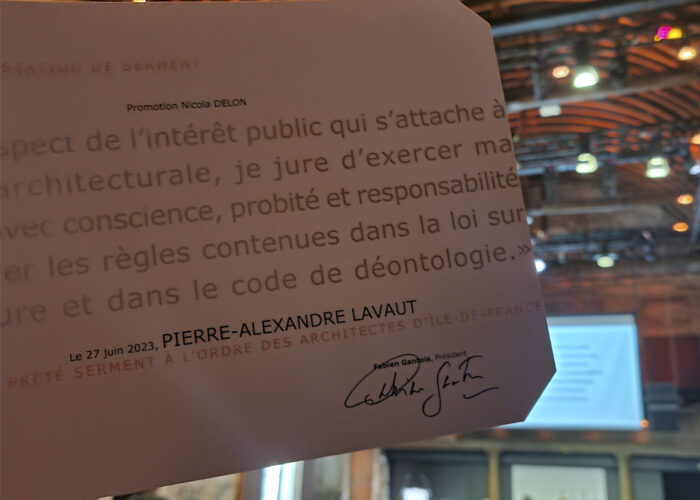 STATION DE SERMENT
Promotion Nicola DELON
spect de l'intérêt public qui s'attache à
architecturale, je jure d'exercer ma
avec conscience, probité et responsabilité
er les règles contenues dans la loi sur
ure et dans le code de déontologie.»
Le 27 juin 2023, PIERRE-ALEXANDRE LAVAUT
PRÊTÉ SERMENT À L'ORDRE DES ARCHITECTES D'ÎLE-DE-FRANCE
Fabien Gantois, Président